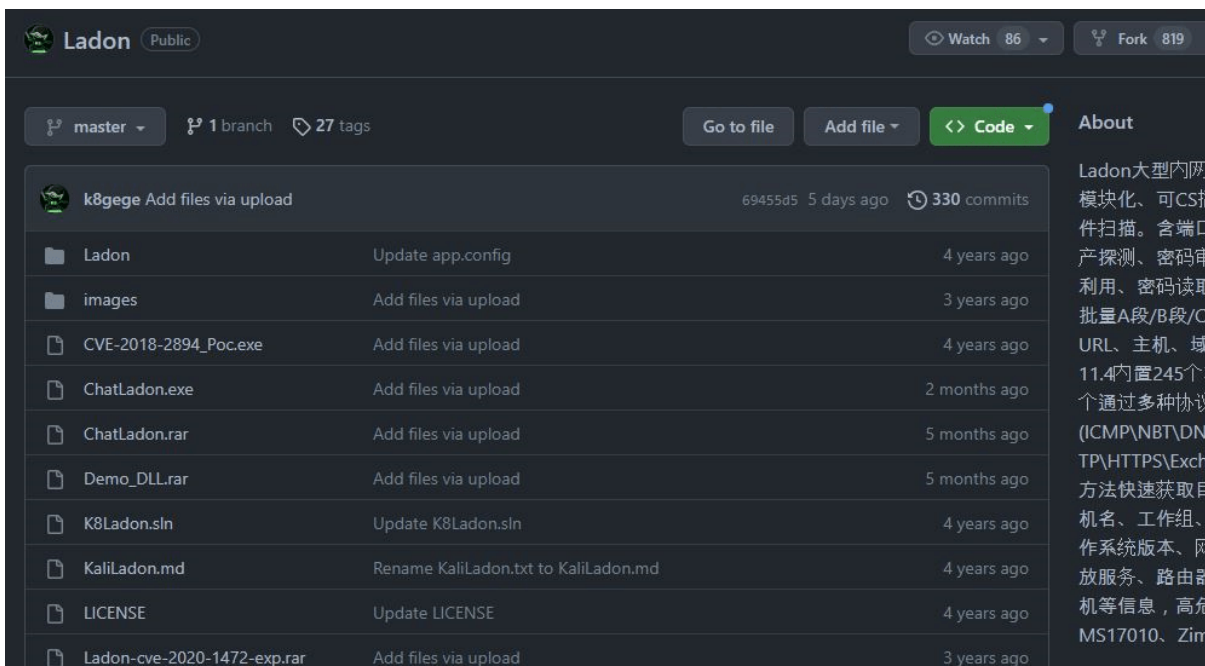 Ladon Public
Watch 86
Fork 819
master
1 branch
27 tags
Go to file
Add file
<> Code
k8gege Add files via upload
69455d5 5 days ago
330 commits
Ladon Update app.config 4 years ago
images Add files via upload 3 years ago
CVE-2018-2894_Poc.exe Add files via upload 4 years ago
ChatLadon.exe Add files via upload 2 months ago
ChatLadon.rar Add files via upload 5 months ago
Demo_DLL.rar Add files via upload 5 months ago
K8Ladon.sln Update K8Ladon.sln 4 years ago
KaliLadon.md Rename KaliLadon.txt to KaliLadon.md 4 years ago
LICENSE Update LICENSE 4 years ago
Ladon-cve-2020-1472-exp.rar Add files via upload 3 years ago
About
Ladon大型内网
模块化、可CS
件扫描。含端
产探测、密码
利用、密码读
批量A段/B段/C
URL、主机、域
11.4内置245个
个通过多种协
(ICMP\NBT\DN
TP\HTTPS\Exch
方法快速获取
机名、工作组、
作系统版本、
放服务、路由器
机等信息，高危
MS17010、Zim